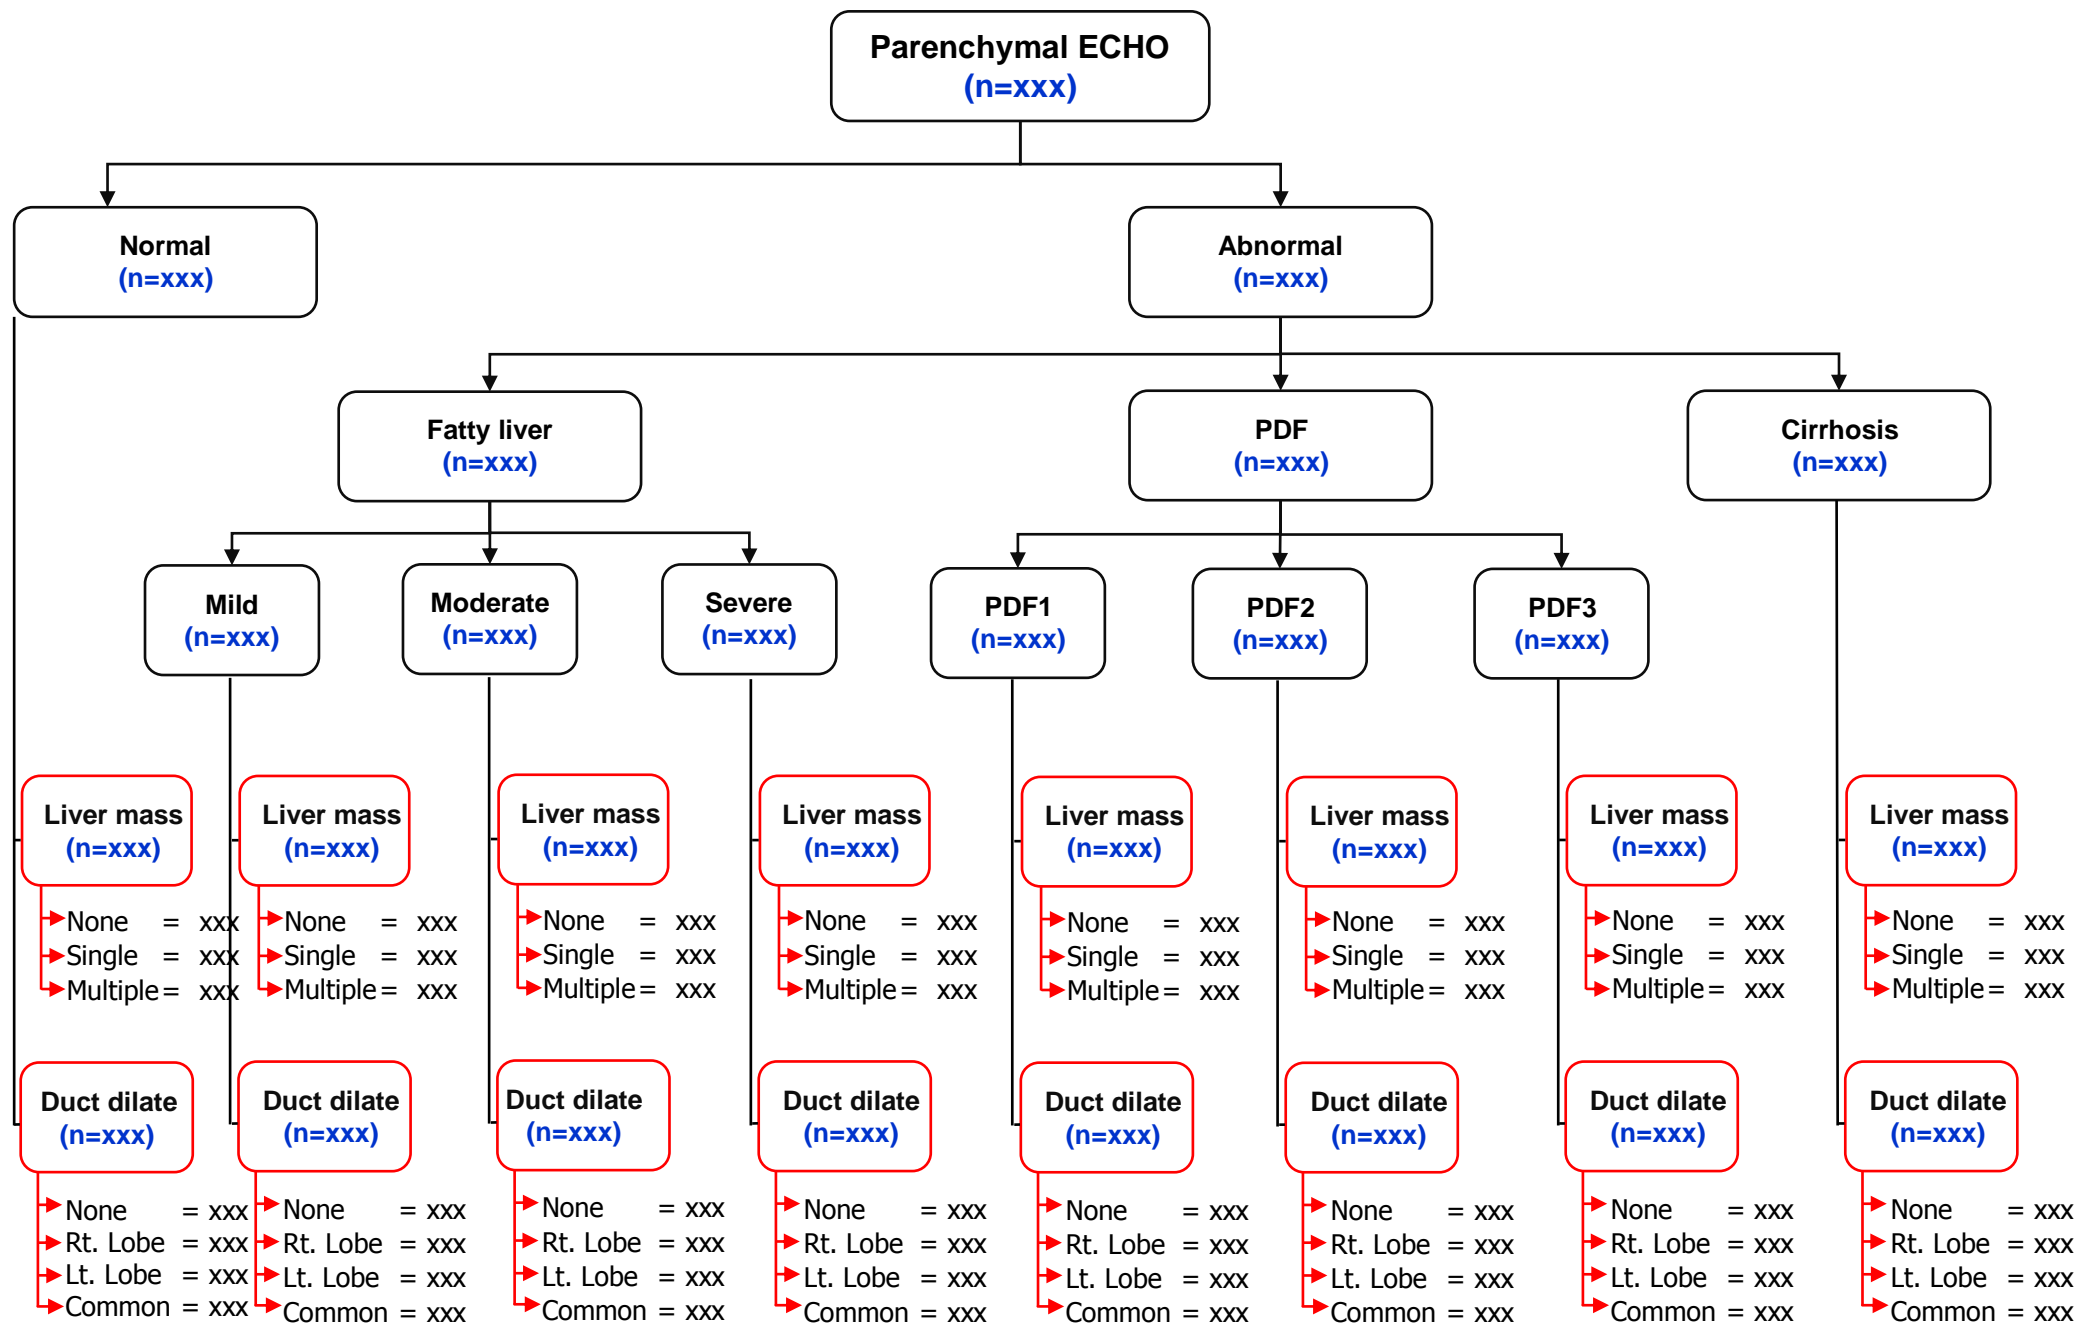 Parenchymal ECHO
(n=xxx)
Normal
(n=xxx)
Abnormal
(n=xxx)
Fatty liver
(n=xxx)
PDF
(n=xxx)
Cirrhosis
(n=xxx)
Mild
(n=xxx)
Moderate
(n=xxx)
Severe
(n=xxx)
PDF1
(n=xxx)
PDF2
(n=xxx)
PDF3
(n=xxx)
Liver mass
(n=xxx)
None = xxx
Single = xxx
Multiple = xxx
Liver mass
(n=xxx)
None = xxx
Single = xxx
Multiple = xxx
Liver mass
(n=xxx)
None = xxx
Single = xxx
Multiple = xxx
Liver mass
(n=xxx)
None = xxx
Single = xxx
Multiple = xxx
Liver mass
(n=xxx)
None = xxx
Single = xxx
Multiple = xxx
Liver mass
(n=xxx)
None = xxx
Single = xxx
Multiple = xxx
Liver mass
(n=xxx)
None = xxx
Single = xxx
Multiple = xxx
Liver mass
(n=xxx)
None = xxx
Single = xxx
Multiple = xxx
Duct dilate
(n=xxx)
None = xxx
Rt. Lobe = xxx
Lt. Lobe = xxx
Common = xxx
Duct dilate
(n=xxx)
None = xxx
Rt. Lobe = xxx
Lt. Lobe = xxx
Common = xxx
Duct dilate
(n=xxx)
None = xxx
Rt. Lobe = xxx
Lt. Lobe = xxx
Common = xxx
Duct dilate
(n=xxx)
None = xxx
Rt. Lobe = xxx
Lt. Lobe = xxx
Common = xxx
Duct dilate
(n=xxx)
None = xxx
Rt. Lobe = xxx
Lt. Lobe = xxx
Common = xxx
Duct dilate
(n=xxx)
None = xxx
Rt. Lobe = xxx
Lt. Lobe = xxx
Common = xxx
Duct dilate
(n=xxx)
None = xxx
Rt. Lobe = xxx
Lt. Lobe = xxx
Common = xxx
Duct dilate
(n=xxx)
None = xxx
Rt. Lobe = xxx
Lt. Lobe = xxx
Common = xxx